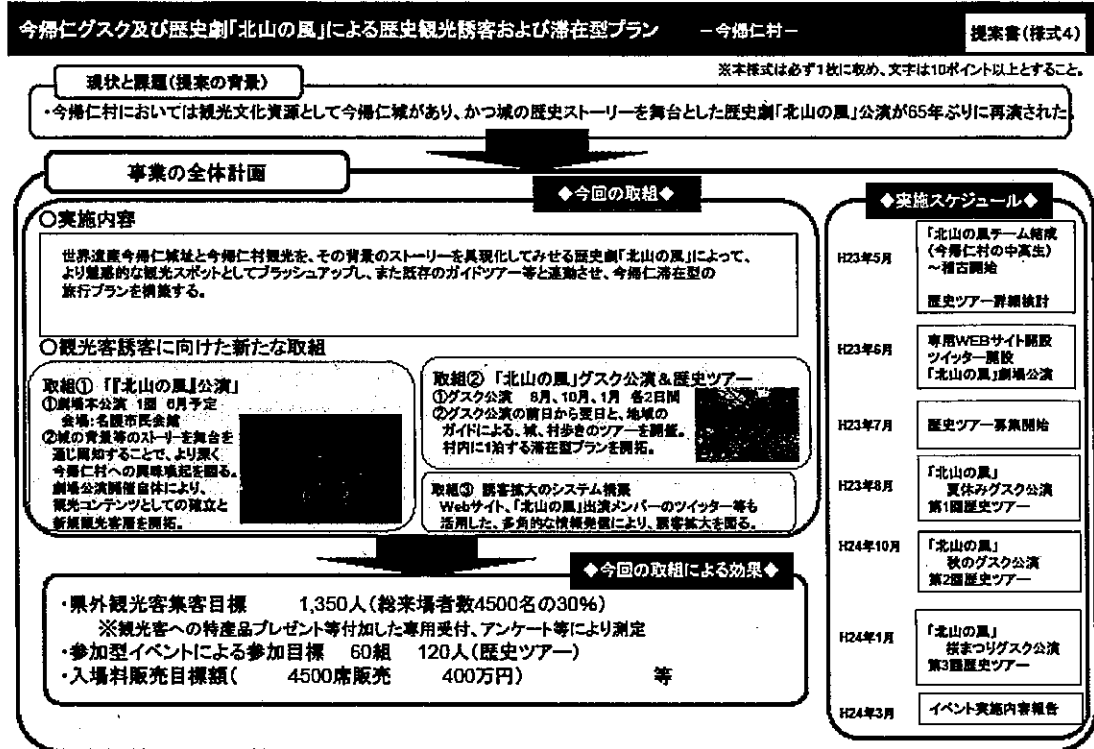 今帰仁グスク及び歴史劇「北山の風」による歴史観光誘客および滞在型プラン　－今帰仁村－
提案書(様式4)
※本様式は必ず1枚に収め、文字は10ポイント以上とすること。
現状と課題(提案の背景)
・今帰仁村においては観光文化資源として今帰仁城があり、かつ城の歴史ストーリーを舞台とした歴史劇「北山の風」公演が65年ぶりに再演された。
事業の全体計画
◆今回の取組◆
○実施内容
世界遺産今帰仁城址と今帰仁村観光を、その背景のストーリーを具現化してみせる歴史劇「北山の風」によって、
より魅惑的な観光スポットとしてブラッシュアップし、また既存のガイドツアー等と連動させ、今帰仁滞在型の
旅行プランを構築する。
○観光客誘客に向けた新たな取組
取組① 「『北山の風』公演」
①劇場本公演 1回 6月予定
会場:名護市民会館
②城の背景等のストーリーを舞台を
通じ周知することで、より深く
今帰仁村への興味喚起を図る。
劇場公演開催自体により、
観光コンテンツとしての確立と
新規観光客層を開拓。
取組② 「北山の風」グスク公演&歴史ツアー
①グスク公演 8月、10月、1月 各2日間
②グスク公演の前日から翌日と、地域の
ガイドによる、城、村歩きのツアーを開催。
村内に1泊する滞在型プランを開拓。
取組③ 誘客拡大のシステム構築
Webサイト、「北山の風」出演メンバーのツイッター等も
活用した、多角的な情報発信により、誘客拡大を図る。
◆今回の取組による効果◆
・県外観光客集客目標 1,350人(総来場者数4500名の30%)
※観光客への特産品プレゼント等付加した専用受付、アンケート等により測定
・参加型イベントによる参加目標 60組 120人(歴史ツアー)
・入場料販売目標額( 4500席販売 400万円) 等
◆実施スケジュール◆
H23年5月
「北山の風チーム結成
(今帰仁村の中高生)
～稽古開始
歴史ツアー詳細検討
H23年6月
専用WEBサイト開設
ツイッター開設
「北山の風」劇場公演
H23年7月
歴史ツアー募集開始
H23年8月
「北山の風」
夏休みグスク公演
第1回歴史ツアー
H24年10月
「北山の風」
秋のグスク公演
第2回歴史ツアー
H24年1月
「北山の風」
桜まつりグスク公演
第3回歴史ツアー
H24年3月
イベント実施内容報告